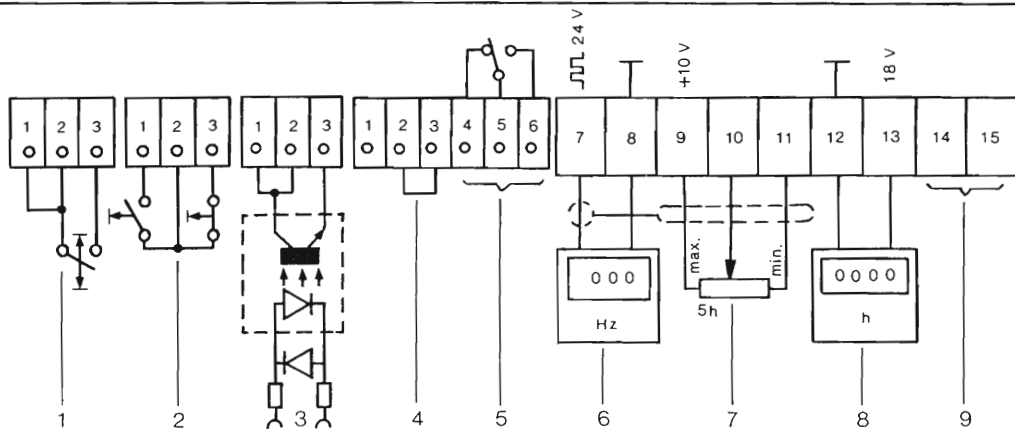 24 V
+10 V
18 V
1 2 3
1 2 3
1 2 3
1 2 3 4 5 6
7 8 9 10 11 12 13 14 15
max.
min.
000
Hz
5h
0000
h
1 2 3 4 5 6 7 8 9